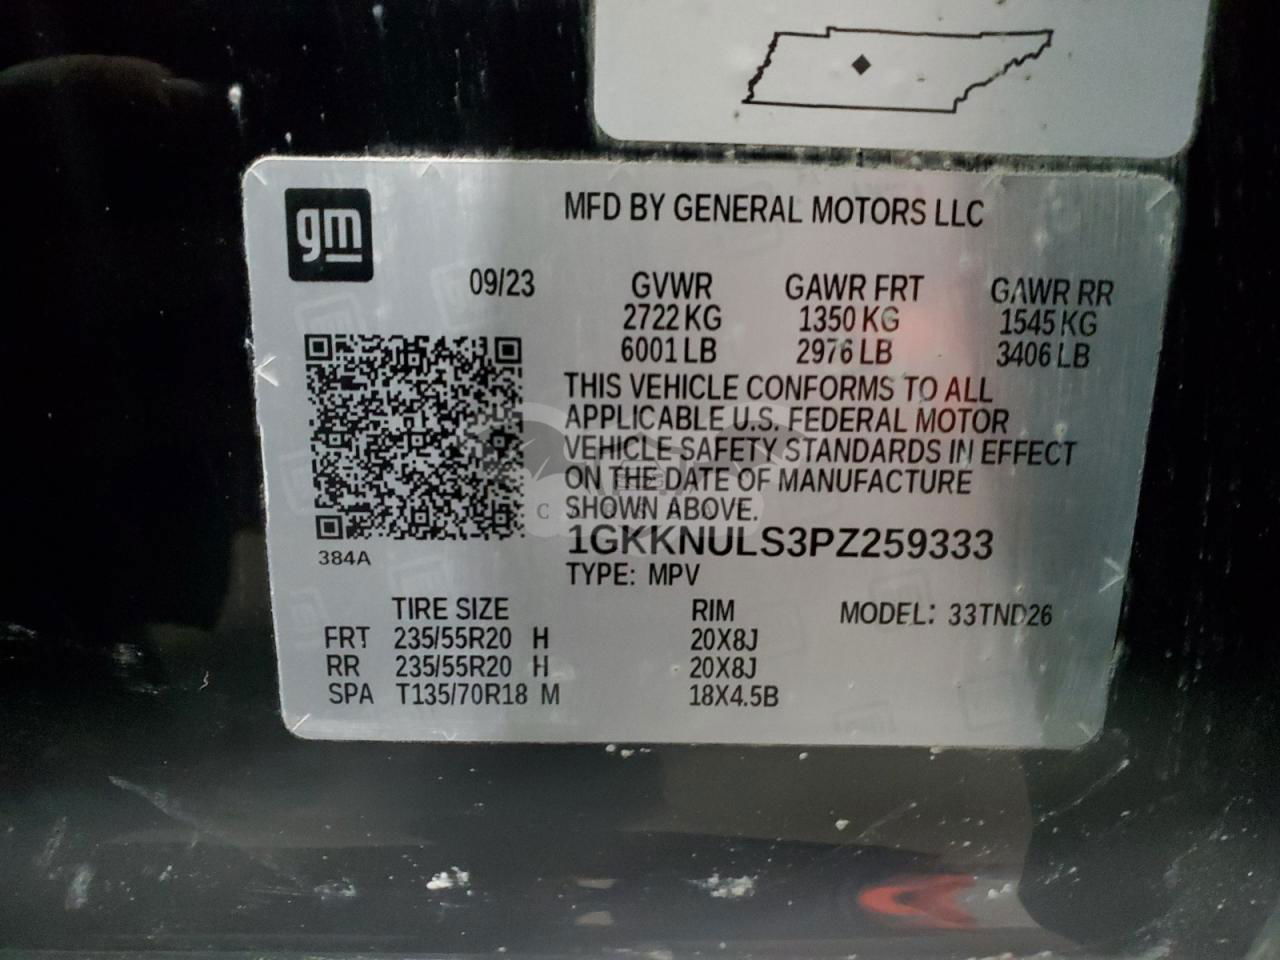 gm
MFD BY GENERAL MOTORS LLC
09/23 GVWR GAWR FRT GAWR RR
2722 KG 1350 KG 1545 KG
6001 LB 2976 LB 3406 LB
THIS VEHICLE CONFORMS TO ALL
APPLICABLE U.S. FEDERAL MOTOR
VEHICLE SAFETY STANDARDS IN EFFECT
ON THE DATE OF MANUFACTURE
SHOWN ABOVE.
1GKKNULS3PZ259333
384A
TYPE: MPV
TIRE SIZE RIM MODEL: 33TND26
FRT 235/55R20 H 20X8J
RR 235/55R20 H 20X8J
SPA T135/70R18 M 18X4.5B